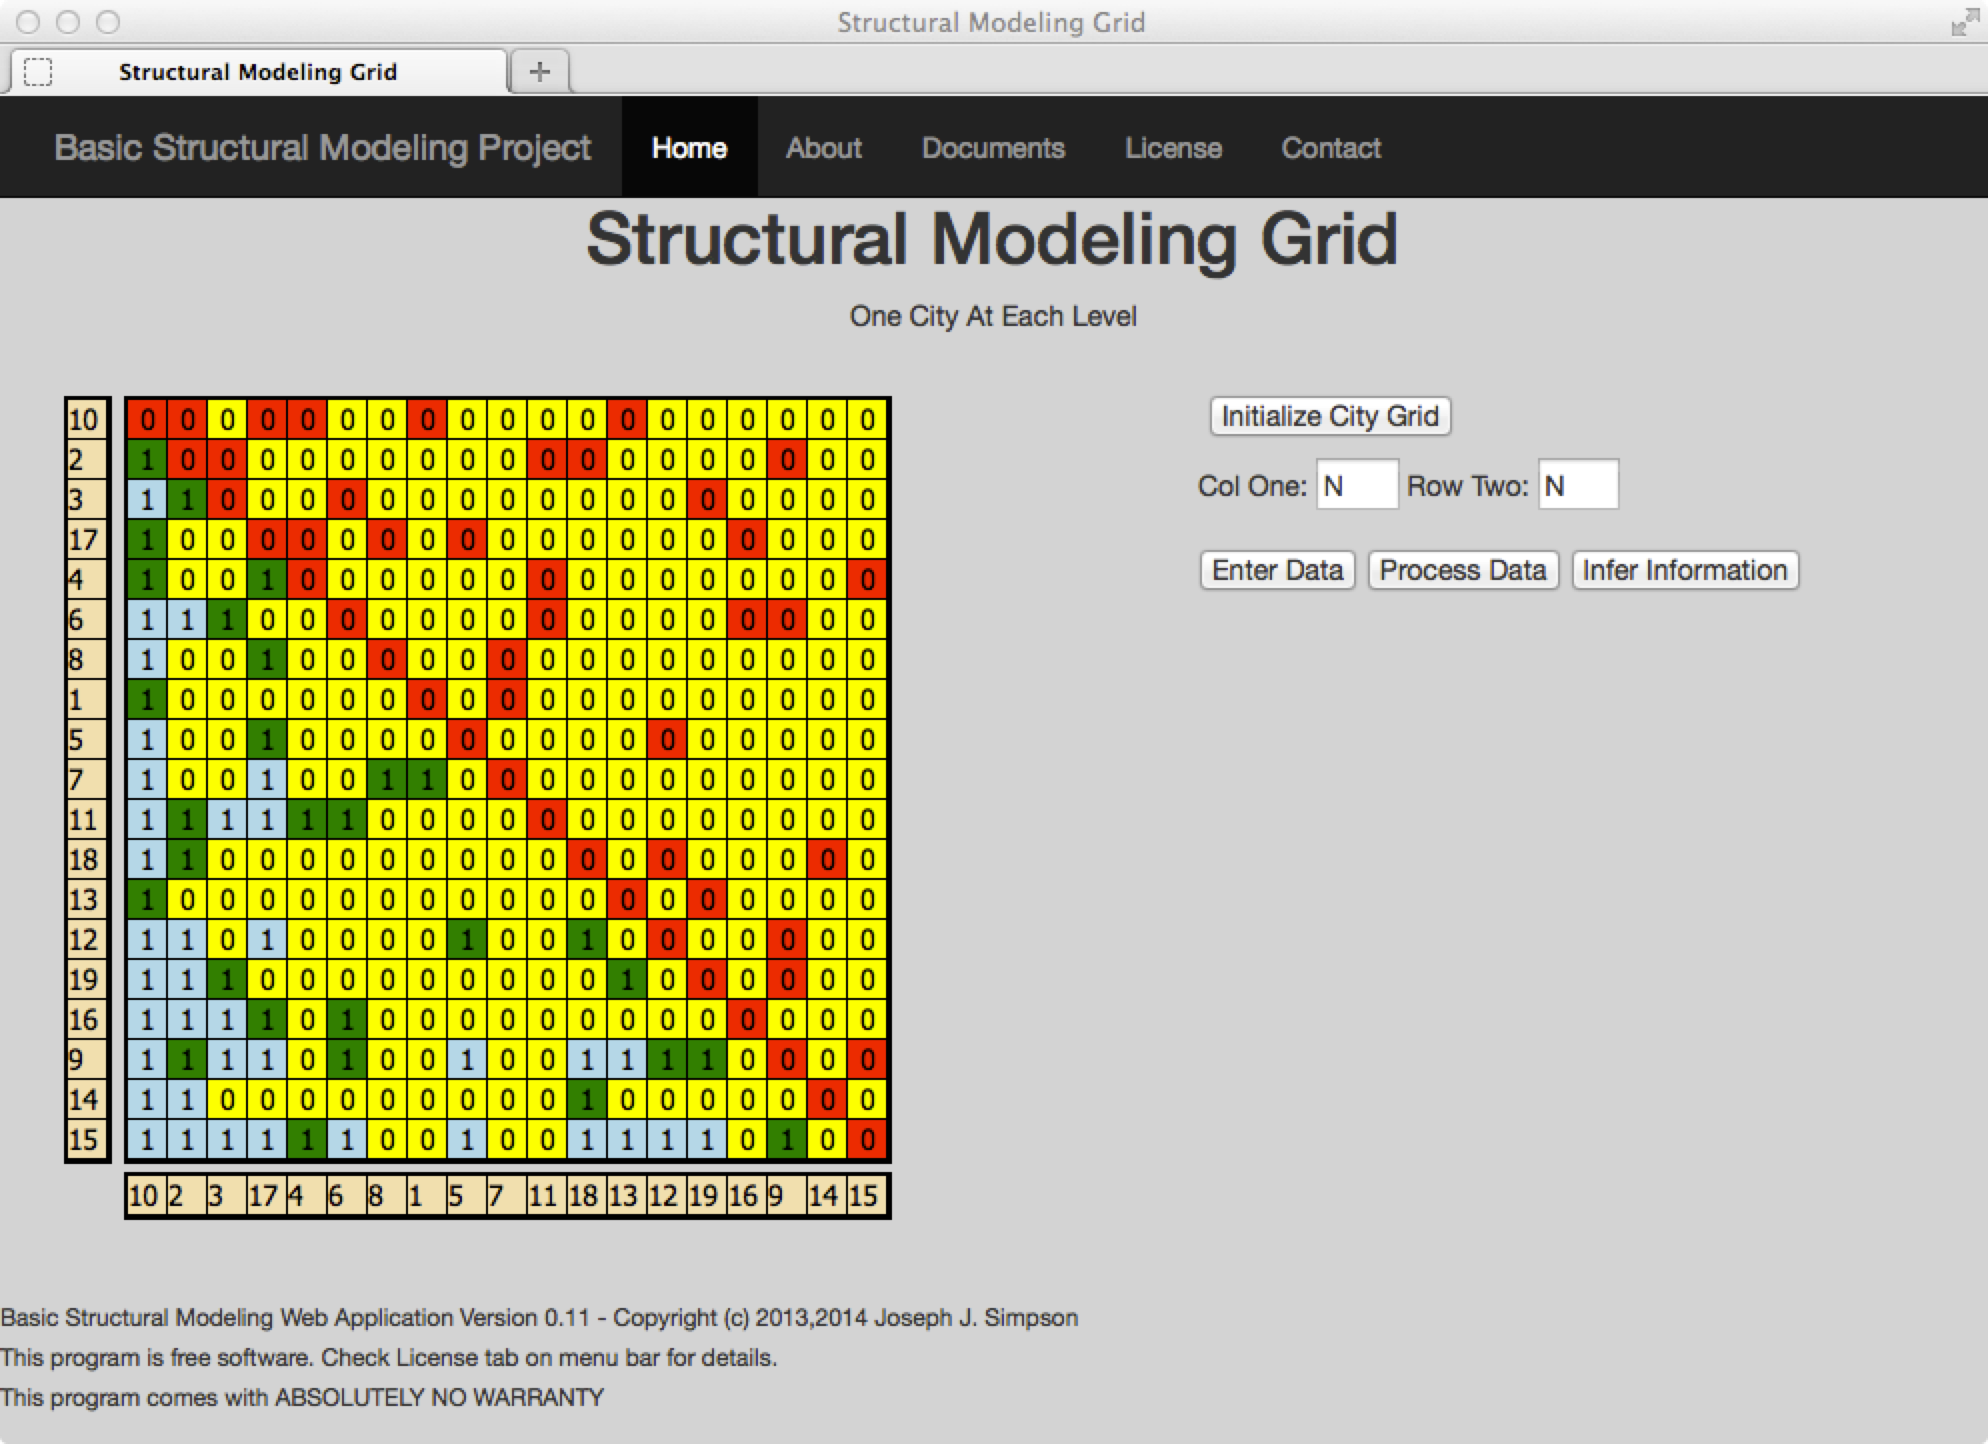 Structural Modeling Grid
Structural Modeling Grid +
Basic Structural Modeling Project Home About Documents License Contact
Structural Modeling Grid
One City At Each Level
10 0 0 0 0 0 0 0 0 0 0 0 0 0 0 0 0 0 0 0
Initialize City Grid
2 1 0 0 0 0 0 0 0 0 0 0 0 0 0 0 0 0 0 0
Col One: N Row Two: N
3 1 1 0 0 0 0 0 0 0 0 0 0 0 0 0 0 0 0 0
17 1 0 0 0 0 0 0 0 0 0 0 0 0 0 0 0 0 0 0
4 1 0 0 1 0 0 0 0 0 0 0 0 0 0 0 0 0 0 0
Enter Data Process Data Infer Information
6 1 1 1 0 0 0 0 0 0 0 0 0 0 0 0 0 0 0 0
8 1 0 0 1 0 0 0 0 0 0 0 0 0 0 0 0 0 0 0
1 1 0 0 0 0 0 0 0 0 0 0 0 0 0 0 0 0 0 0
5 1 0 0 1 0 0 0 0 0 0 0 0 0 0 0 0 0 0 0
7 1 0 0 1 0 0 1 1 0 0 0 0 0 0 0 0 0 0 0
11 1 1 1 1 1 1 0 0 0 0 0 0 0 0 0 0 0 0 0
18 1 1 0 0 0 0 0 0 0 0 0 0 0 0 0 0 0 0 0
13 1 0 0 0 0 0 0 0 0 0 0 0 0 0 0 0 0 0 0
12 1 1 0 1 0 0 0 0 1 0 0 1 0 0 0 0 0 0 0
19 1 1 1 0 0 0 0 0 0 0 0 0 1 0 0 0 0 0 0
16 1 1 1 1 0 1 0 0 0 0 0 0 0 0 0 0 0 0 0
9 1 1 1 1 0 1 0 0 1 0 0 1 1 1 1 0 0 0 0
14 1 1 0 0 0 0 0 0 0 0 0 1 0 0 0 0 0 0 0
15 1 1 1 1 1 1 0 0 1 0 0 1 1 1 1 0 1 0 0
10 2 3 17 4 6 8 1 5 7 11 18 13 12 19 16 9 14 15
Basic Structural Modeling Web Application Version 0.11 - Copyright (c) 2013,2014 Joseph J. Simpson
This program is free software. Check License tab on menu bar for details.
This program comes with ABSOLUTELY NO WARRANTY